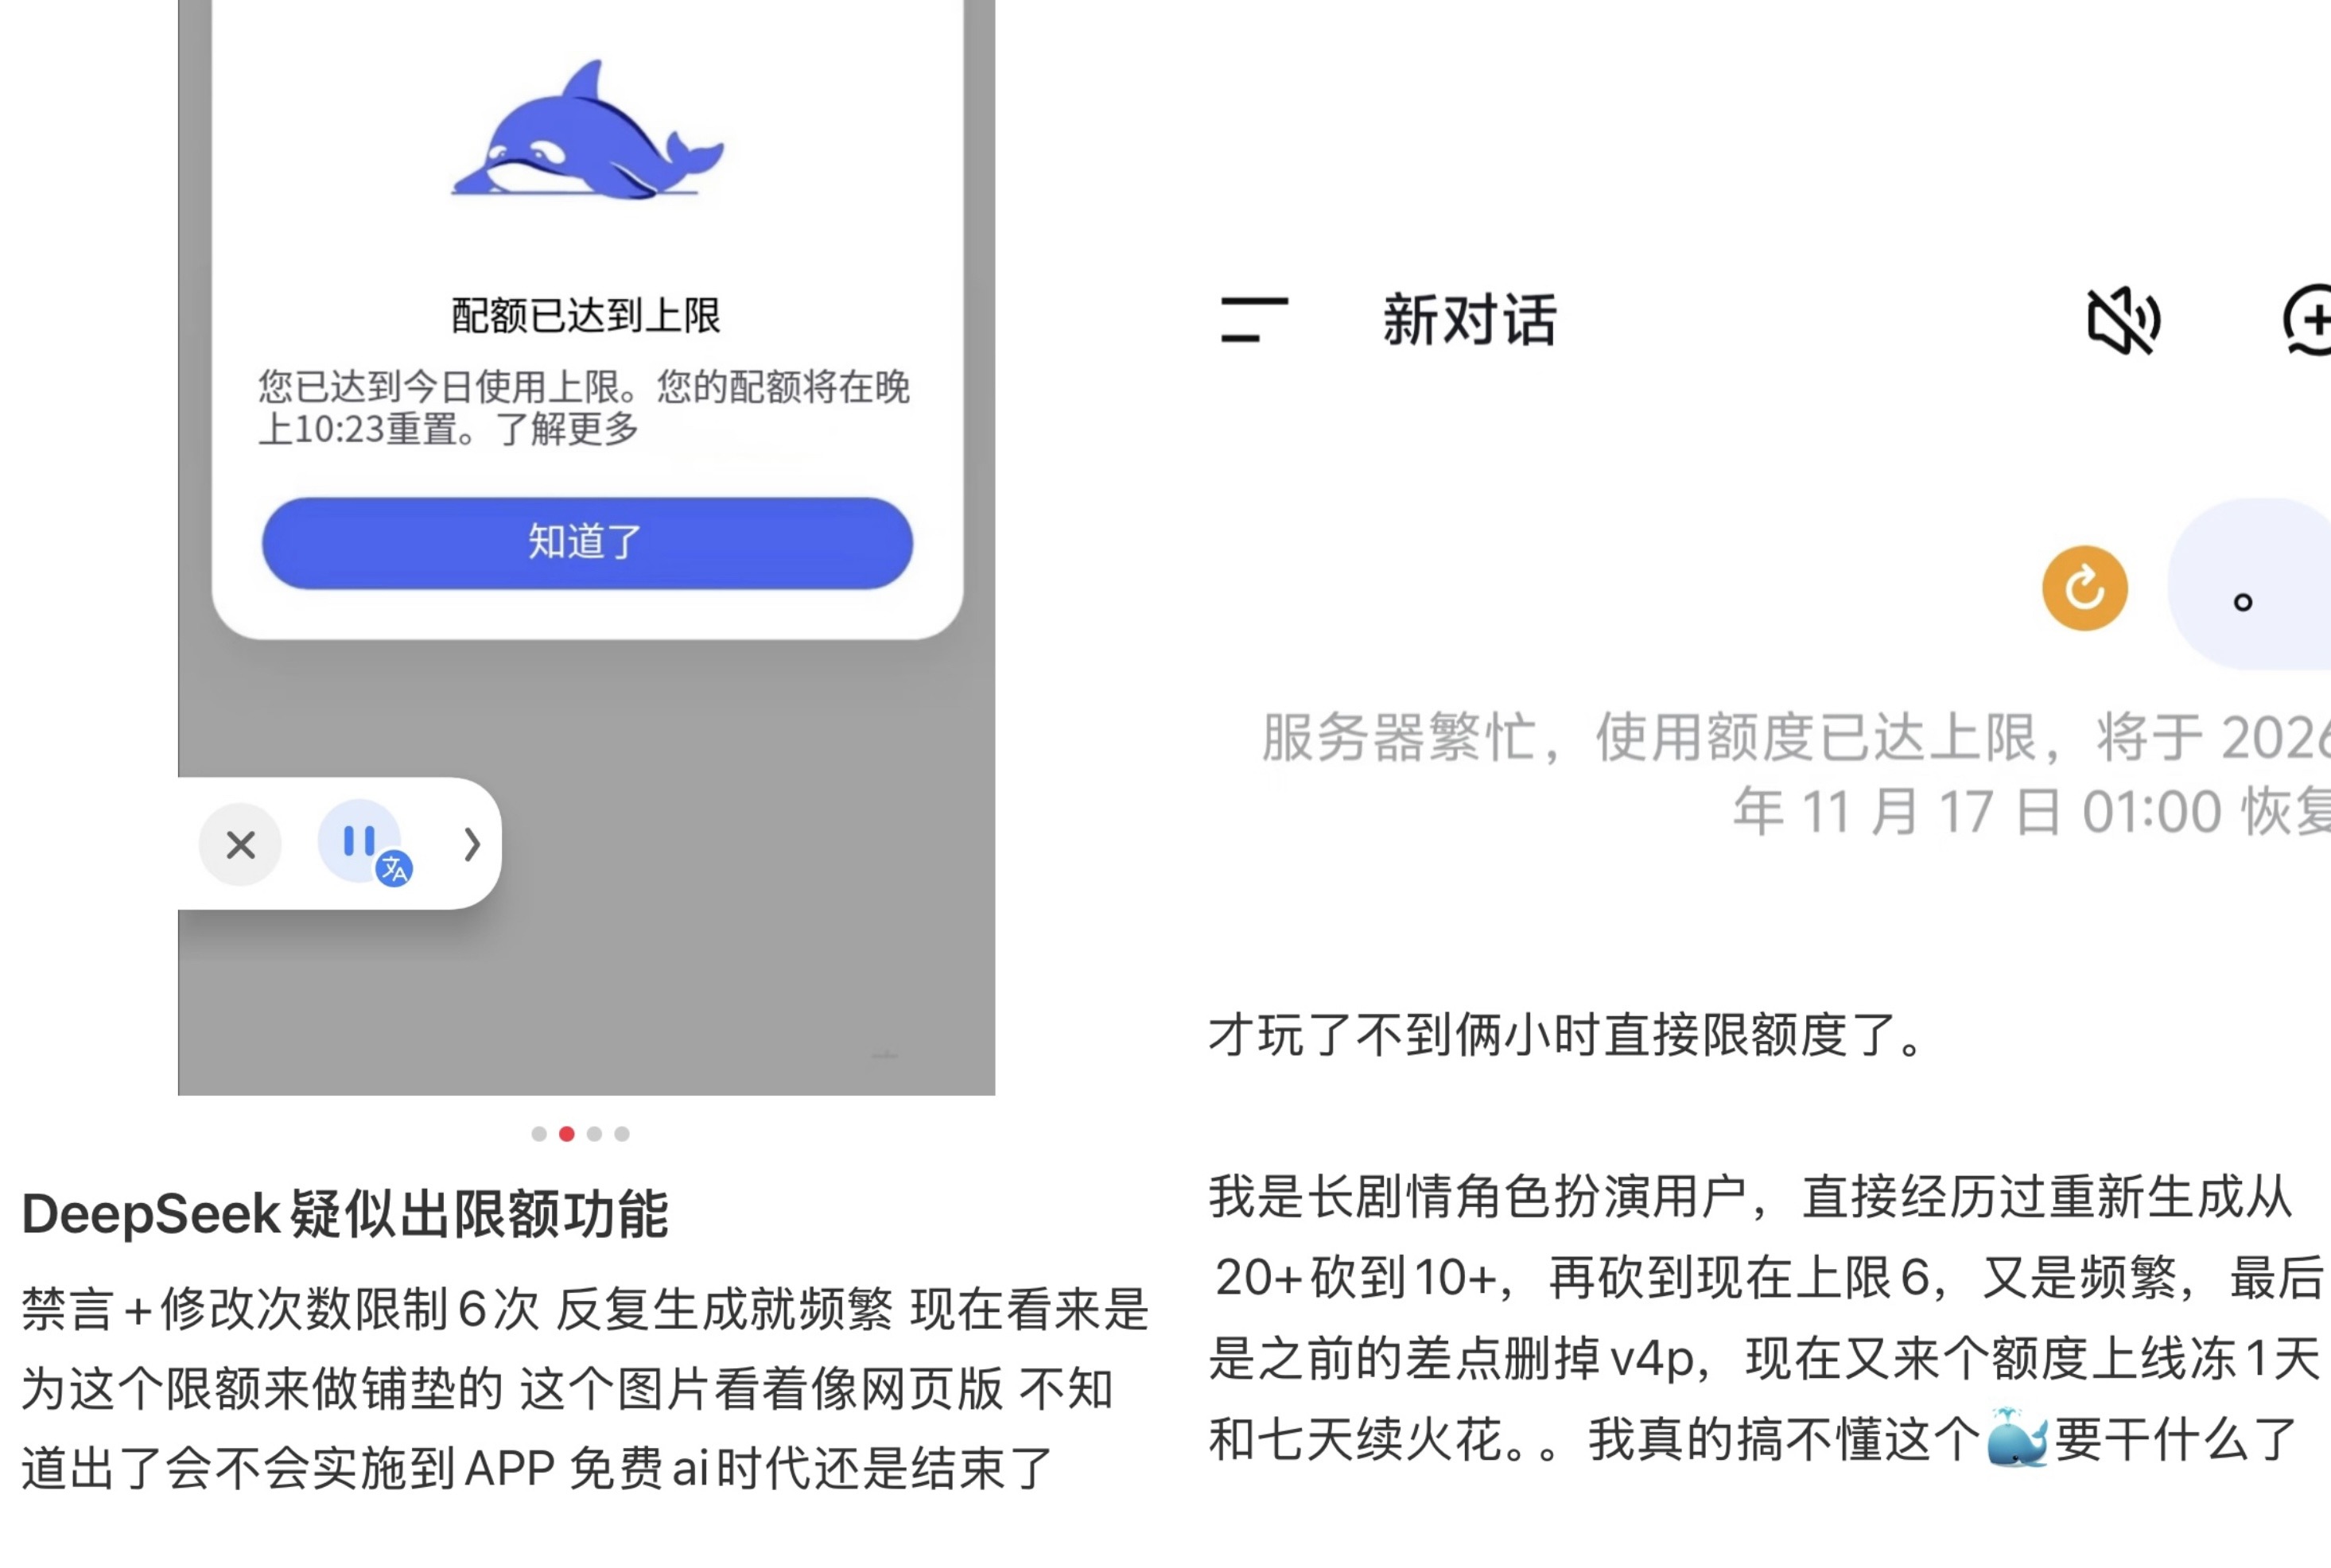 配额已达到上限
您已达到今日使用上限。您的配额将在晚
上10:23重置。了解更多
知道了
文A
DeepSeek疑似出限额功能
禁言+修改次数限制6次 反复生成就频繁 现在看来是
为这个限额来做铺垫的 这个图片看着像网页版 不知
道出了会不会实施到APP 免费ai时代还是结束了
新对话
。
服务器繁忙，使用额度已达上限，将于 2026
年 11 月 17 日 01:00 恢复
才玩了不到俩小时直接限额度了。
我是长剧情角色扮演用户，直接经历过重新生成从
20+砍到10+，再砍到现在上限6，又是频繁，最后
是之前的差点删掉v4p，现在又来个额度上线冻1天
和七天续火花。。我真的搞不懂这个🐳要干什么了